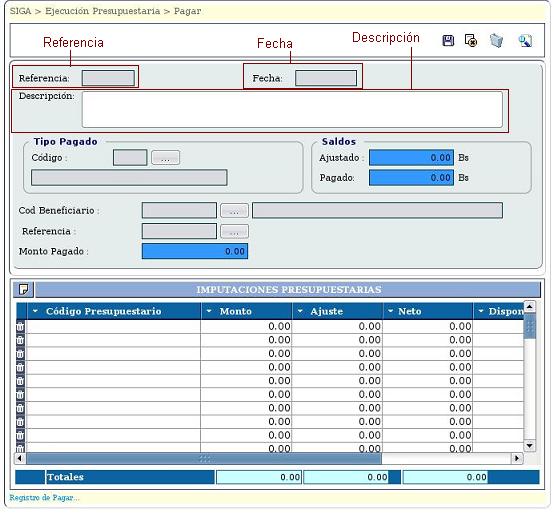 SIGA > Ejecución Presupuestaria > Pagar
Referencia Fecha Descripción
Referencia: Fecha:
Descripción:
Tipo Pagado Saldos
Código : ... Ajustado : 0.00 Bs
Pagado: 0.00 Bs
Cod Beneficiario : ...
Referencia : ...
Monto Pagado : 0.00
IMPUTACIONES PRESUPUESTARIAS
Código Presupuestario Monto Ajuste Neto Dispon
0.00 0.00 0.00
0.00 0.00 0.00
0.00 0.00 0.00
0.00 0.00 0.00
0.00 0.00 0.00
0.00 0.00 0.00
0.00 0.00 0.00
0.00 0.00 0.00
0.00 0.00 0.00
0.00 0.00 0.00
Totales 0.00 0.00 0.00
Registro de Pagar...